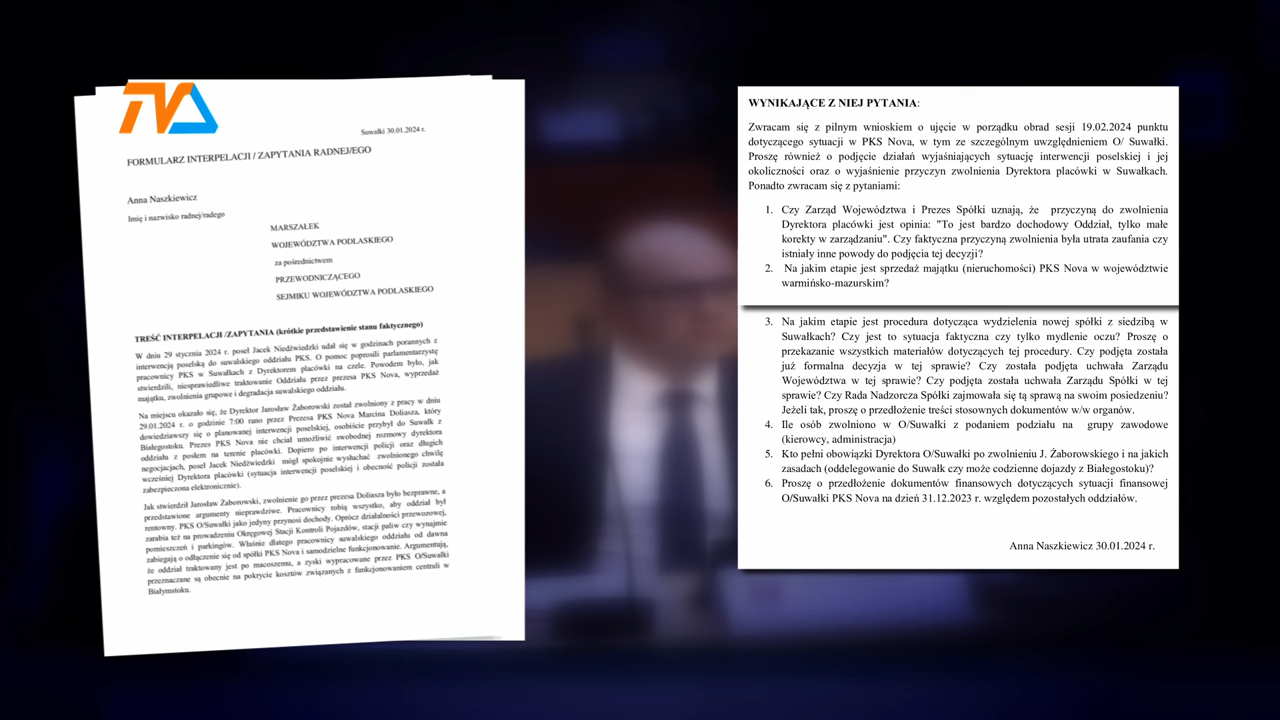 TVA
Suwałki 30.01.2024 r.
FORMULARZ INTERPELACJI / ZAPYTANIA RADNEJ/EGO
Anna Naszkiewicz
Imię i nazwisko radnej/radego
MARSZAŁEK
WOJEWÓDZTWA PODLASKIEGO
za pośrednictwem
PRZEWODNICZĄCEGO
SEJMIKU WOJEWÓDZTWA PODLASKIEGO
TREŚĆ INTERPELACJI /ZAPYTANIA (krótkie przedstawienie stanu faktycznego)
W dniu 29 stycznia 2024 r. poseł Jacek Niedźwiedzki udał się w godzinach porannych z
interwencją poselską do suwalskiego oddziału PKS. O pomoc poprosili parlamentarzystę
pracownicy PKS w Suwałkach z Dyrektorem placówki na czele. Powodem było, jak
stwierdzili, niesprawiedliwe traktowanie Oddziału przez prezesa PKS Nova, wyprzedaż
majątku, zwolnienia grupowe i degradacja suwalskiego oddziału.
Na miejscu okazało się, że Dyrektor Jarosław Żaborowski został zwolniony z pracy w dniu
29.01.2024 r. o godzinie 7:00 rano przez Prezesa PKS Nova Marcina Doliasza, który
dowiedziawszy się o planowanej interwencji poselskiej, osobiście przybył do Suwałk z
Białegostoku. Prezes PKS Nova nie chciał umożliwić swobodnej rozmowy dyrektora
oddziału z posłem na terenie placówki. Dopiero po interwencji policji oraz długich
negocjacjach, poseł Jacek Niedźwiedzki mógł spokojnie wysłuchać zwolnionego chwilę
wcześniej Dyrektora placówki (sytuacja interwencji poselskiej i obecność policji została
zabezpieczona elektronicznie).
Jak stwierdził Jarosław Żaborowski, zwolnienie go przez prezesa Doliasza było bezprawne, a
przedstawione argumenty nieprawdziwe. Pracownicy robią wszystko, aby oddział był
rentowny. PKS O/Suwałki jako jedyny przynosi dochody. Oprócz działalności przewozowej,
zarabia też na prowadzeniu Okręgowej Stacji Kontroli Pojazdów, stacji paliw czy wynajmie
pomieszczeń i parkingów. Właśnie dlatego pracownicy suwalskiego oddziału od dawna
zabiegają o odłączenie się od spółki PKS Nova i samodzielne funkcjonowanie. Argumentują,
że oddział traktowany jest po macoszemu, a zyski wypracowane przez PKS O/Suwałki
przeznaczane są obecnie na pokrycie kosztów związanych z funkcjonowaniem centrali w
Białymstoku.
WYNIKAJĄCE Z NIEJ PYTANIA:
Zwracam się z pilnym wnioskiem o ujęcie w porządku obrad sesji 19.02.2024 punktu
dotyczącego sytuacji w PKS Nova, w tym ze szczególnym uwzględnieniem O/ Suwałki.
Proszę również o podjęcie działań wyjaśniających sytuację interwencji poselskiej i jej
okoliczności oraz o wyjaśnienie przyczyn zwolnienia Dyrektora placówki w Suwałkach.
Ponadto zwracam się z pytaniami:
1. Czy Zarząd Województwa i Prezes Spółki uznają, że przyczyną do zwolnienia
Dyrektora placówki jest opinia: "To jest bardzo dochodowy Oddział, tylko małe
korekty w zarządzaniu". Czy faktyczna przyczyną zwolnienia była utrata zaufania czy
istniały inne powody do podjęcia tej decyzji?
2. Na jakim etapie jest sprzedaż majątku (nieruchomości) PKS Nova w województwie
warmińsko-mazurskim?
3. Na jakim etapie jest procedura dotycząca wydzielenia nowej spółki z siedzibą w
Suwałkach? Czy jest to sytuacja faktyczna czy tylko mydlenie oczu? Proszę o
przekazanie wszystkich materiałów dotyczących tej procedury. Czy podjęta została
już formalna decyzja w tej sprawie? Czy została podjęta uchwała Zarządu
Województwa w tej sprawie? Czy podjęta została uchwała Zarządu Spółki w tej
sprawie? Czy Rada Nadzorcza Spółki zajmowała się tą sprawą na swoim posiedzeniu?
Jeżeli tak, proszę o przedłożenie treści stosownych dokumentów w/w organów.
4. Ile osób zwolniono w O/Suwałki z podaniem podziału na grupy zawodowe
(kierowcy, administracja)
5. Kto pełni obowiązki Dyrektora O/Suwałki po zwolnieniu J. Żaborowskiego i na jakich
zasadach (oddelegowanie do Suwałk czy może codzienne dojazdy z Białegostoku)?
6. Proszę o przedłożenie dokumentów finansowych dotyczących sytuacji finansowej
O/Suwałki PKS Nova na dzień 31.12.2023 r. względem pozostałych oddziałów.
Anna Naszkiewicz 30.01.2024 r.